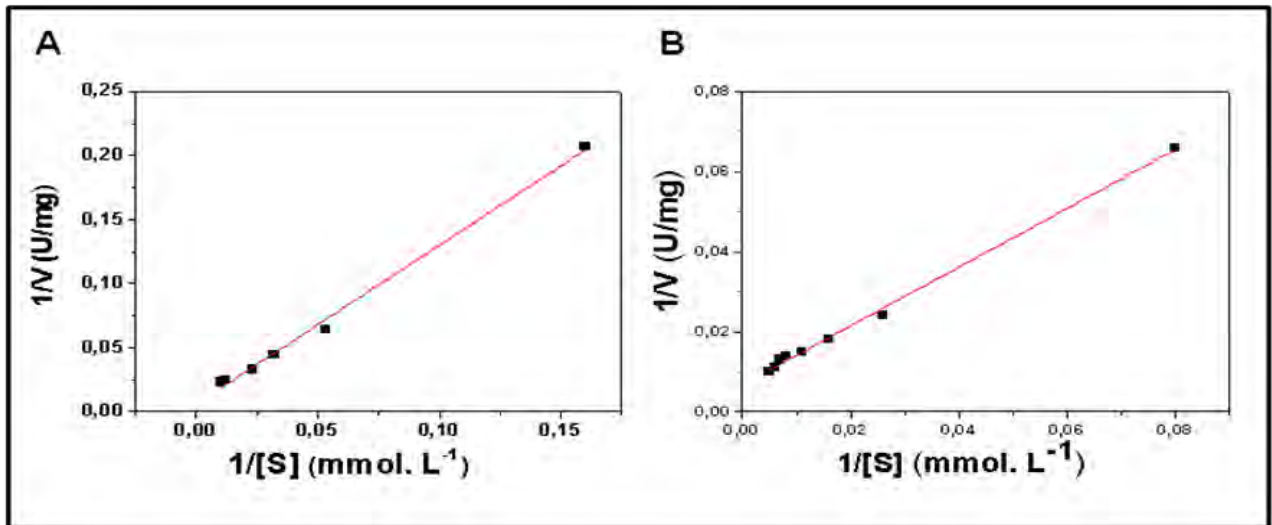 A
0,25
0,20
0,15
0,10
0,05
0,00
1/V (U/mg)
0,00 0,05 0,10 0,15
1/[S] (mmol. L-1)
B
0,08
0,06
0,04
0,02
0,00
1/V (U/mg)
0,00 0,02 0,04 0,06 0,08
1/[S] (mmol. L-1)